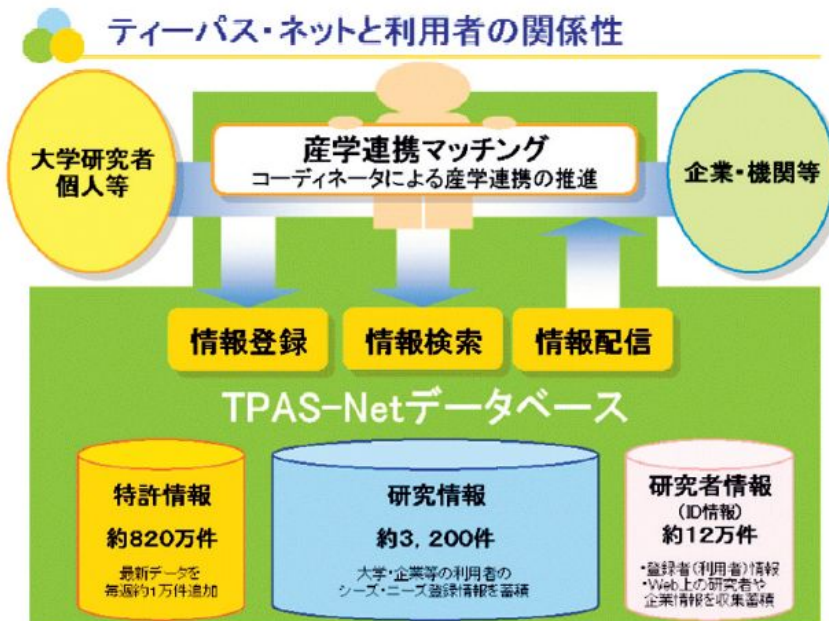 ティーパス・ネットと利用者の関係性
大学研究者
個人等
産学連携マッチング
コーディネータによる産学連携の推進
企業・機関等
情報登録
情報検索
情報配信
TPAS-Netデータベース
特許情報
約820万件
最新データを
毎週約1万件追加
研究情報
約3,200件
大学・企業等の利用者の
シーズ・ニーズ登録情報を蓄積
研究者情報
(ID情報)
約12万件
・登録者(利用者)情報
・Web上の研究者や
企業情報を収集蓄積